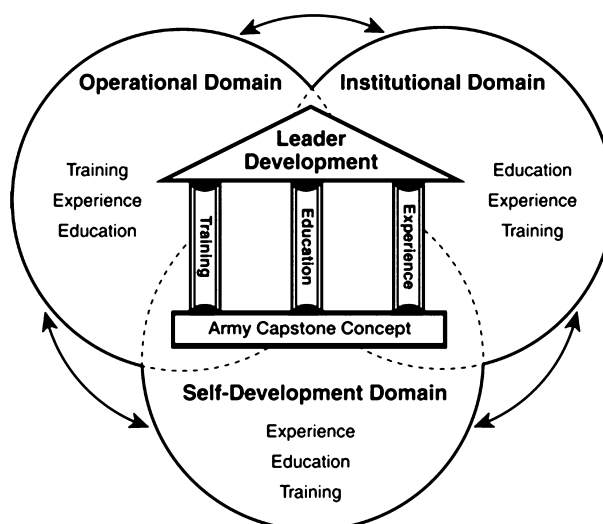 Operational Domain
Institutional Domain
Leader
Development
Training
Experience
Education
Education
Experience
Training
Training
Education
Experience
Army Capstone Concept
Self-Development Domain
Experience
Education
Training